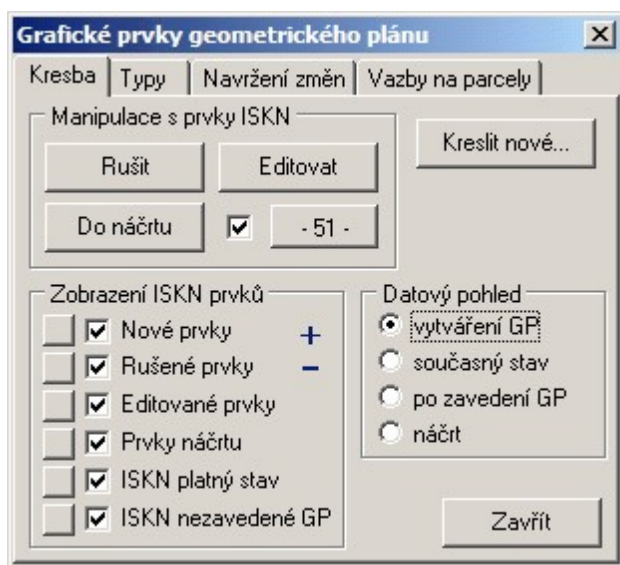 Grafické prvky geometrického plánu
Kresba Typy Navržení změn Vazby na parcely
Manipulace s prvky ISKN
Rušit Editovat
Kreslit nové...
Do náčrtu - 51 -
Zobrazení ISKN prvků
Nové prvky +
Rušené prvky −
Editované prvky
Prvky náčrtu
ISKN platný stav
ISKN nezavedené GP
Datový pohled
vytváření GP
současný stav
po zavedení GP
náčrt
Zavřít